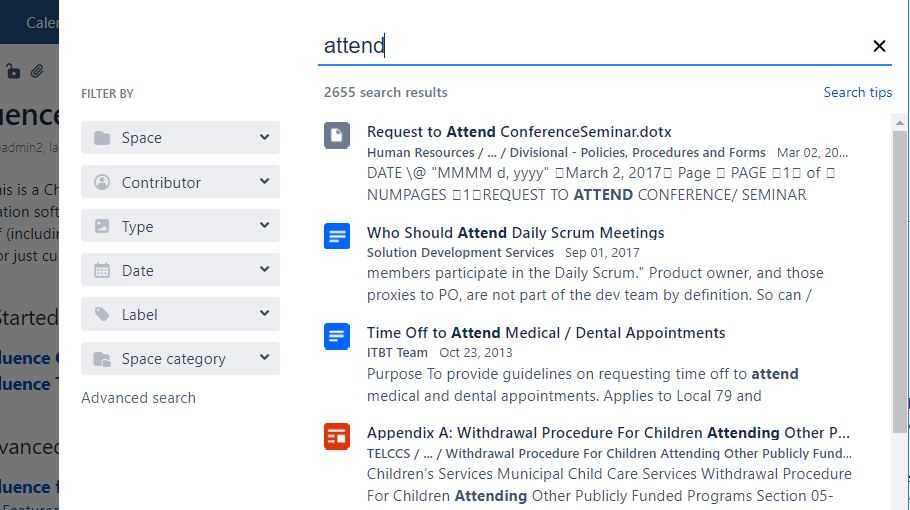 Calen
attend
uence
admin2, la
his is a Ch
ation soft
f (includin
or just cu
Started
luence
luence
vanced
luence f
Features
FILTER BY
Space
Contributor
Type
Date
Label
Space category
Advanced search
2655 search results
Search tips
Request to Attend ConferenceSeminar.dotx
Human Resources / ... / Divisional - Policies, Procedures and Forms Mar 02, 20...
DATE \@ "MMMM d, yyyy" March 2, 2017 Page PAGE 1 of
NUMPAGES 1 REQUEST TO ATTEND CONFERENCE/ SEMINAR
Who Should Attend Daily Scrum Meetings
Solution Development Services Sep 01, 2017
members participate in the Daily Scrum." Product owner, and those
proxies to PO, are not part of the dev team by definition. So can /
Time Off to Attend Medical / Dental Appointments
ITBT Team Oct 23, 2013
Purpose To provide guidelines on requesting time off to attend
medical and dental appointments. Applies to Local 79 and
Appendix A: Withdrawal Procedure For Children Attending Other P...
TELCCS / ... / Withdrawal Procedure For Children Attending Other Publicly Fund...
Children's Services Municipal Child Care Services Withdrawal Procedure
For Children Attending Other Publicly Funded Programs Section 05-